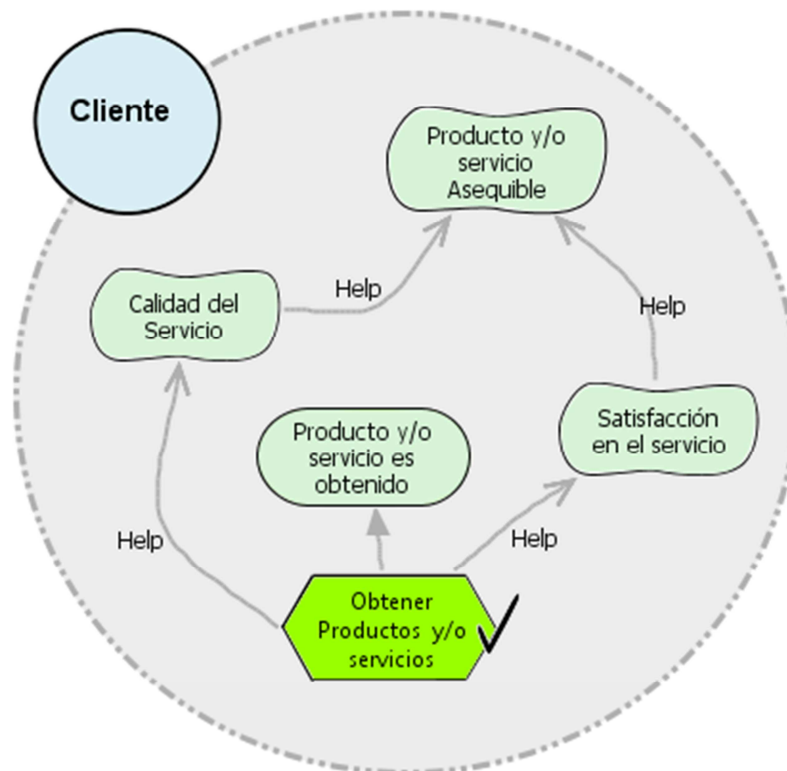 Cliente
Producto y/o
servicio
Asequible
Help
Calidad del
Servicio
Help
Satisfacción
en el servicio
Producto y/o
servicio es
obtenido
Help
Help
Obtener
Productos y/o
servicios